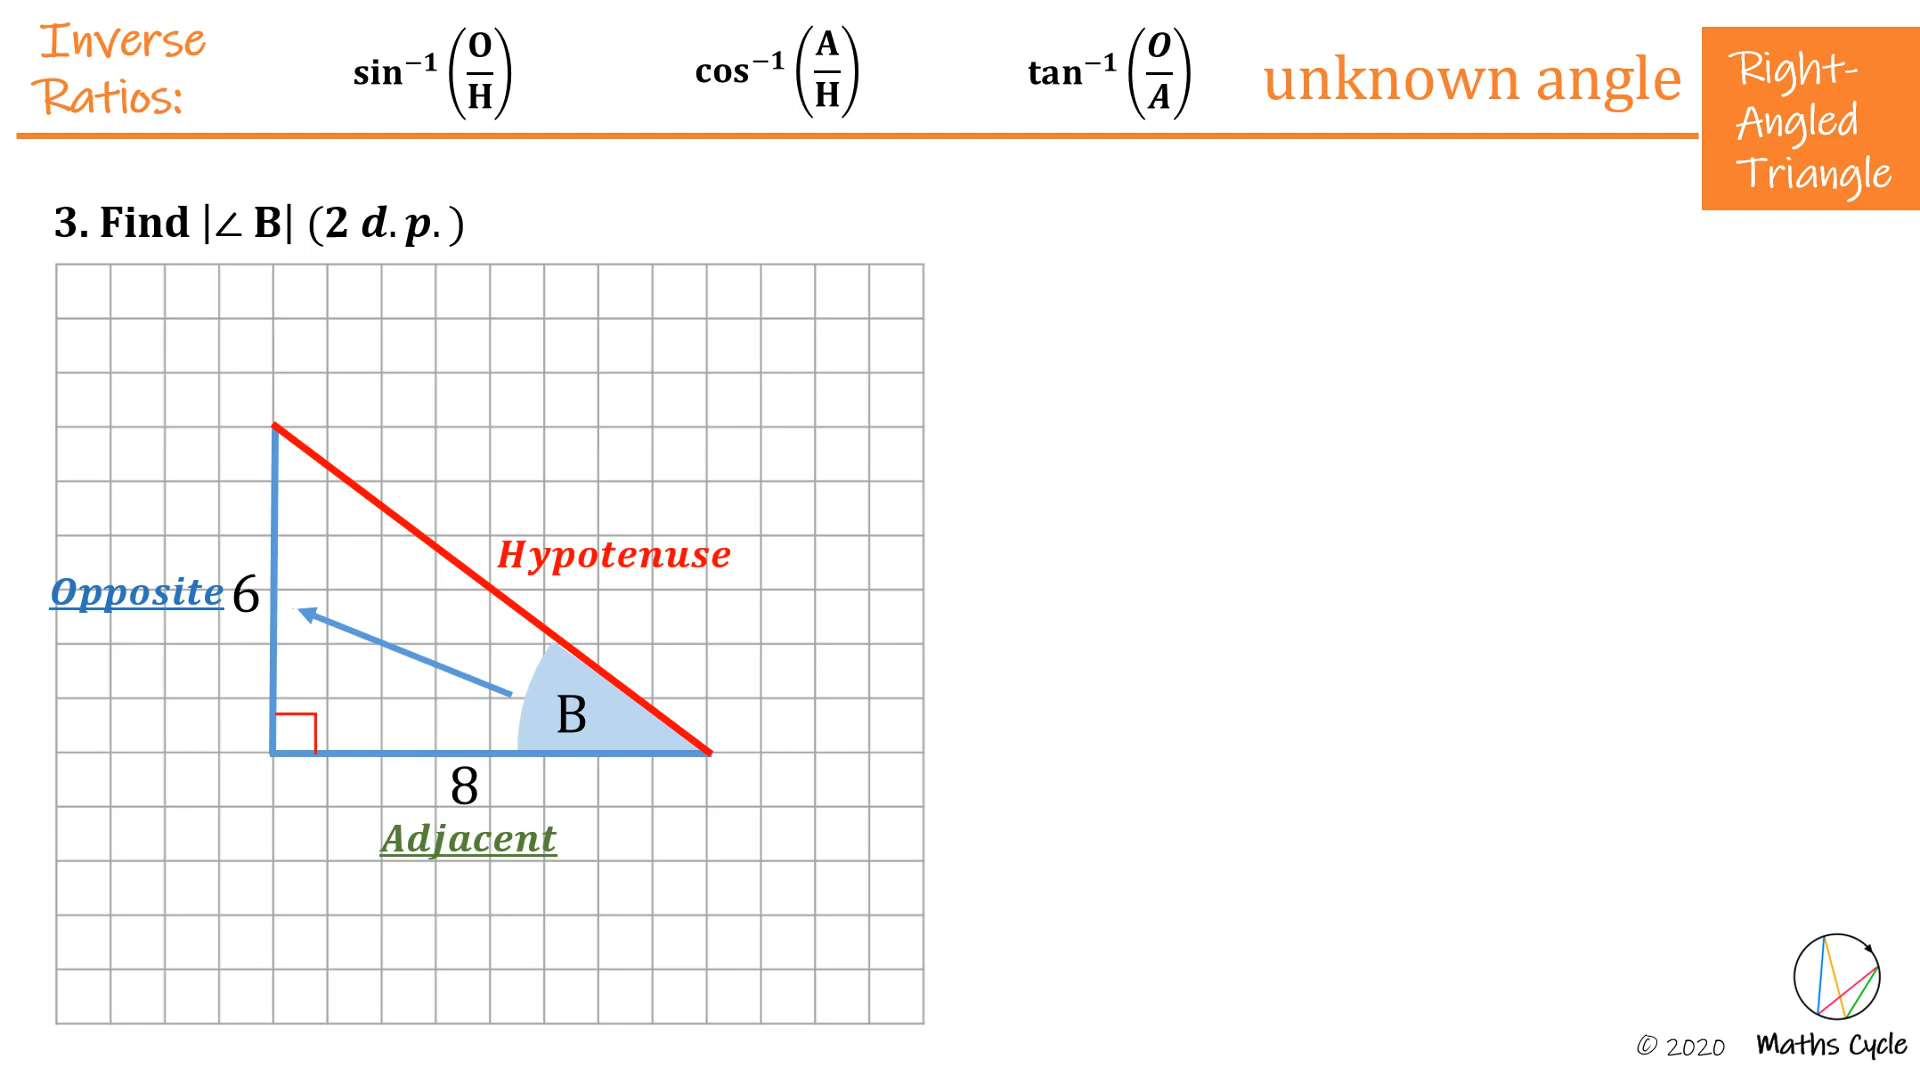 Inverse
Ratios:
sin⁻¹(O/H)
cos⁻¹(A/H)
tan⁻¹(O/A)
unknown angle
Right-
Angled
Triangle
3. Find |∠ B| (2 d.p.)
Hypotenuse
Opposite 6
B
8
Adjacent
© 2020
Maths Cycle